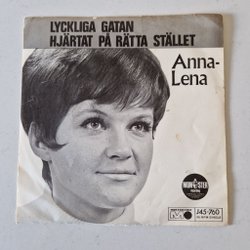 LYCKLIGA GATAN
HJÄRTAT PÅ RÄTTA STÄLLET
Anna-
Lena
J45-760